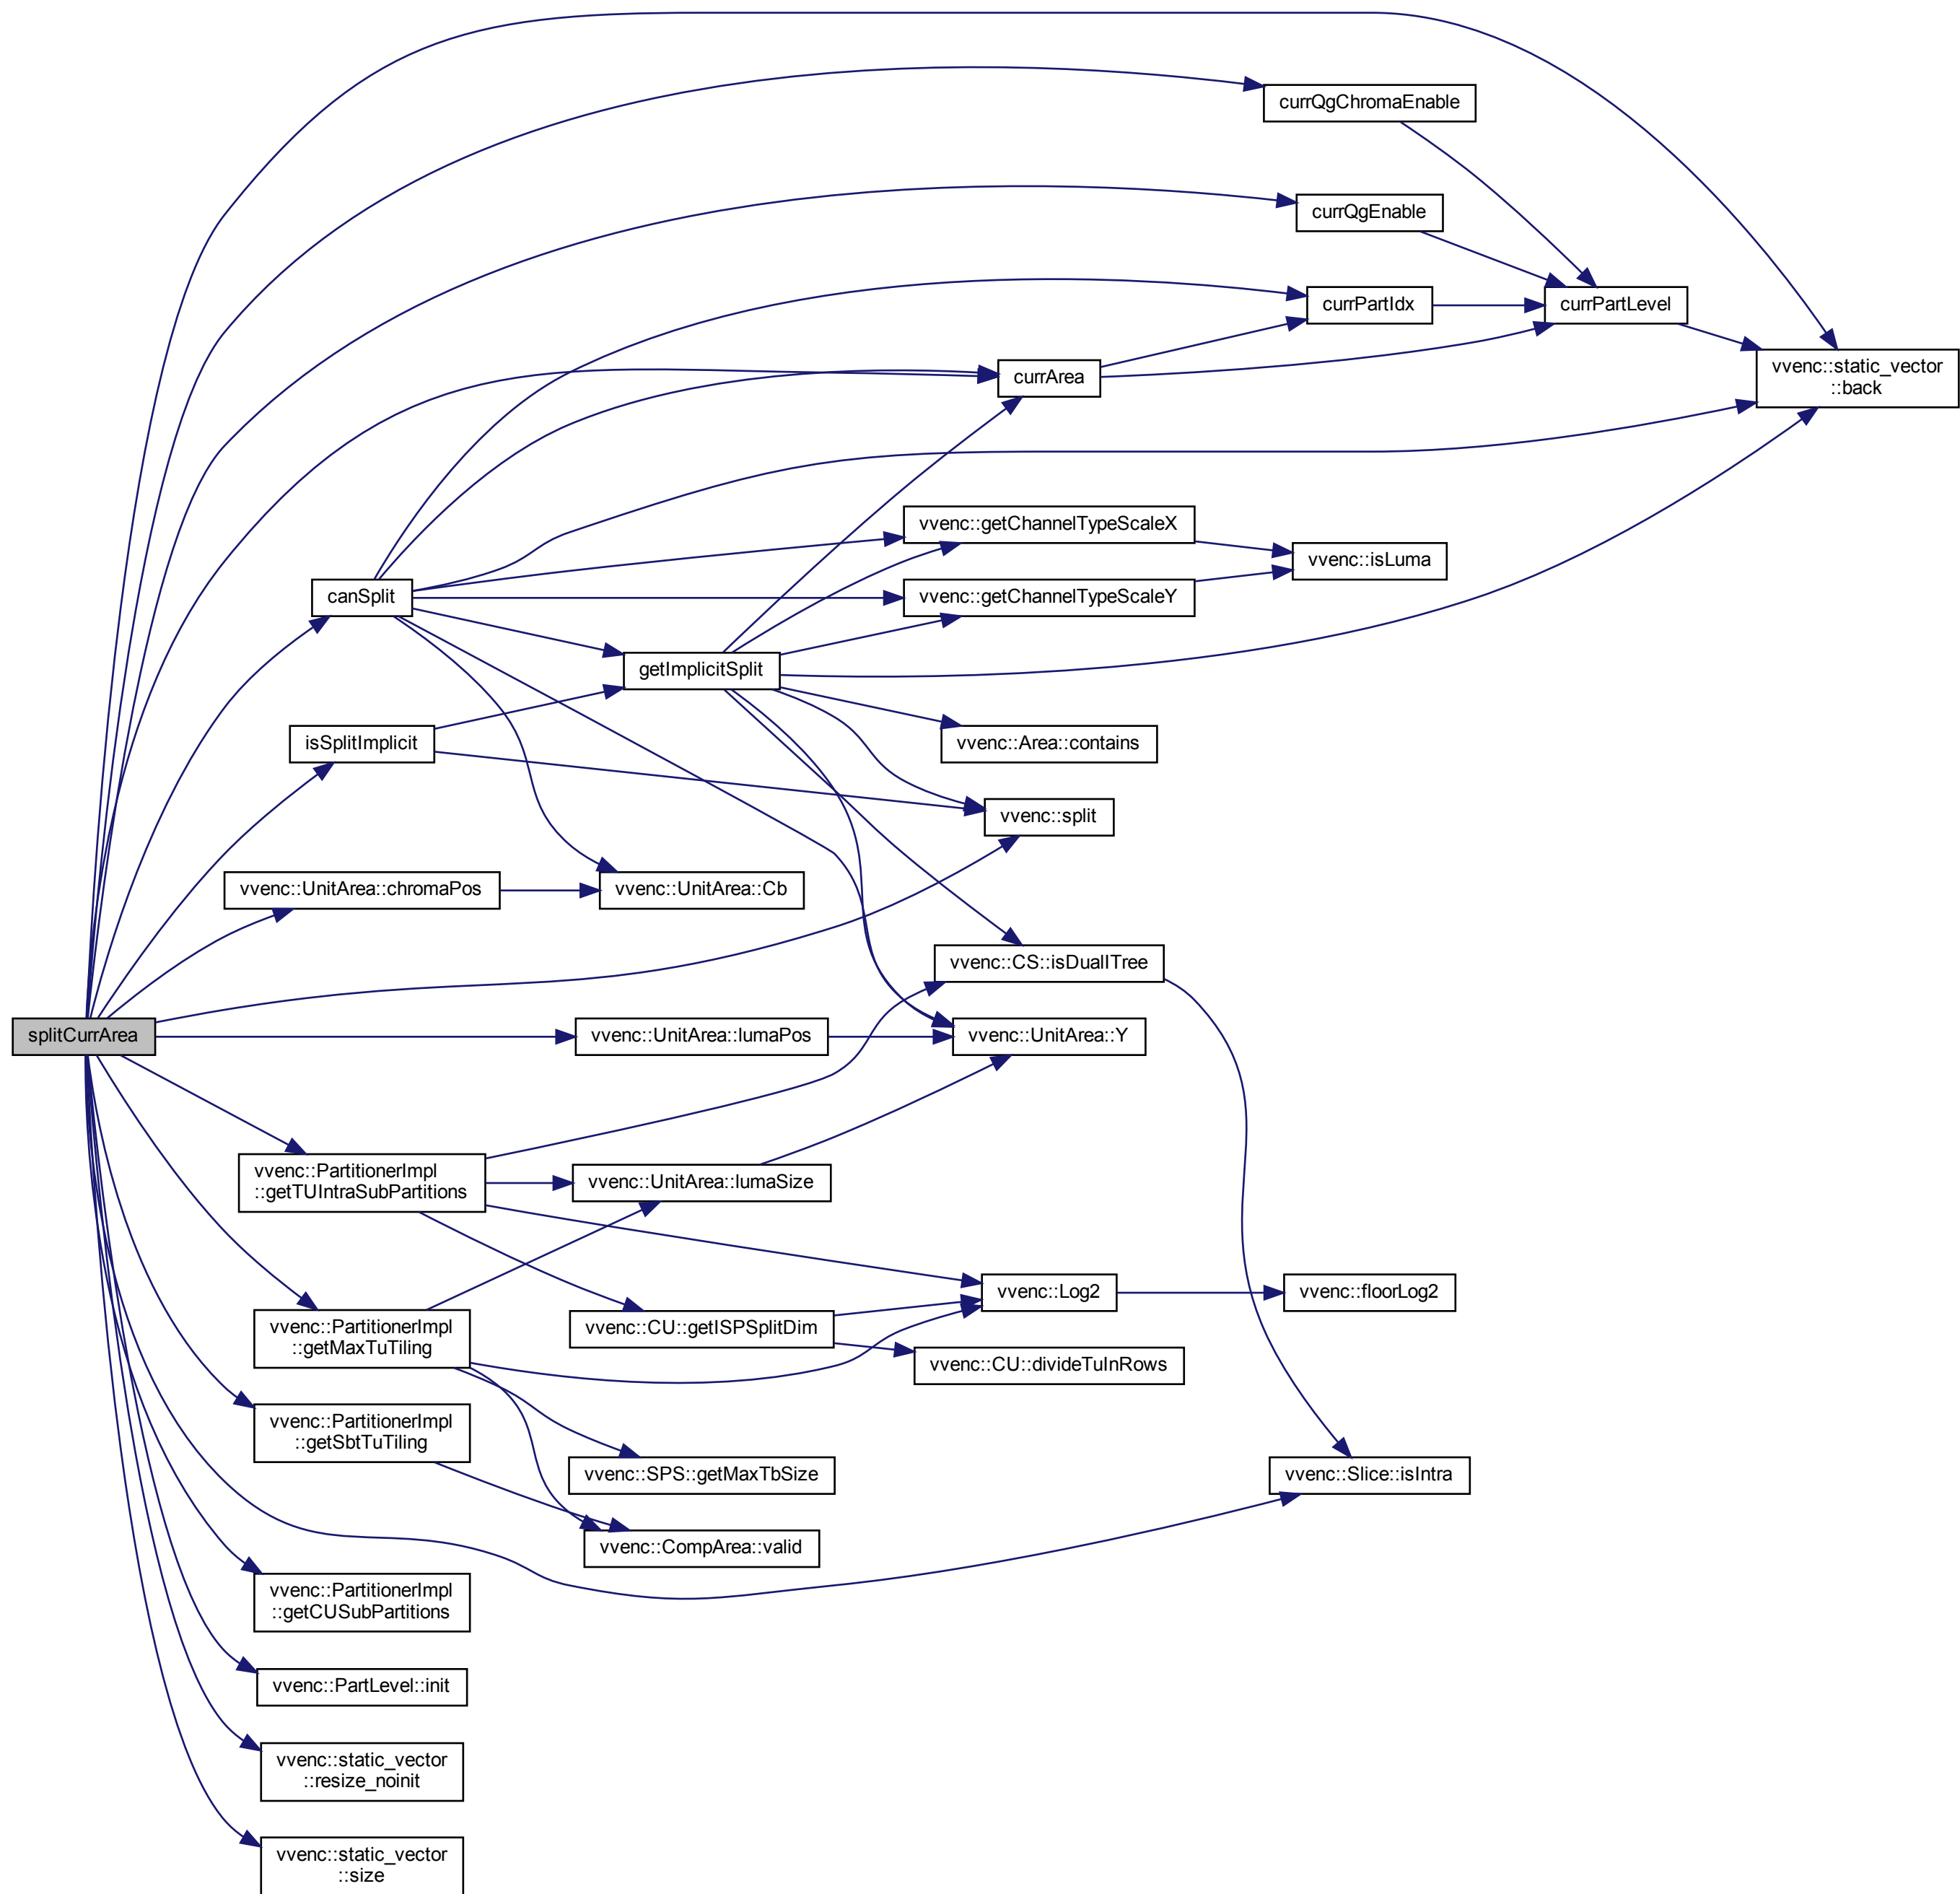 currQgChromaEnable
currQgEnable
currPartIdx
currPartLevel
vvenc::static_vector
::back
currArea
vvenc::getChannelTypeScaleX
vvenc::isLuma
canSplit
vvenc::getChannelTypeScaleY
getImplicitSplit
isSplitImplicit
vvenc::Area::contains
vvenc::split
vvenc::UnitArea::chromaPos
vvenc::UnitArea::Cb
vvenc::CS::isDualITree
splitCurrArea
vvenc::UnitArea::lumaPos
vvenc::UnitArea::Y
vvenc::PartitionerImpl
::getTUIntraSubPartitions
vvenc::UnitArea::lumaSize
vvenc::Log2
vvenc::floorLog2
vvenc::PartitionerImpl
::getMaxTuTiling
vvenc::CU::getISPSplitDim
vvenc::CU::divideTuInRows
vvenc::PartitionerImpl
::getSbtTuTiling
vvenc::SPS::getMaxTbSize
vvenc::Slice::isIntra
vvenc::CompArea::valid
vvenc::PartitionerImpl
::getCUSubPartitions
vvenc::PartLevel::init
vvenc::static_vector
::resize_noinit
vvenc::static_vector
::size